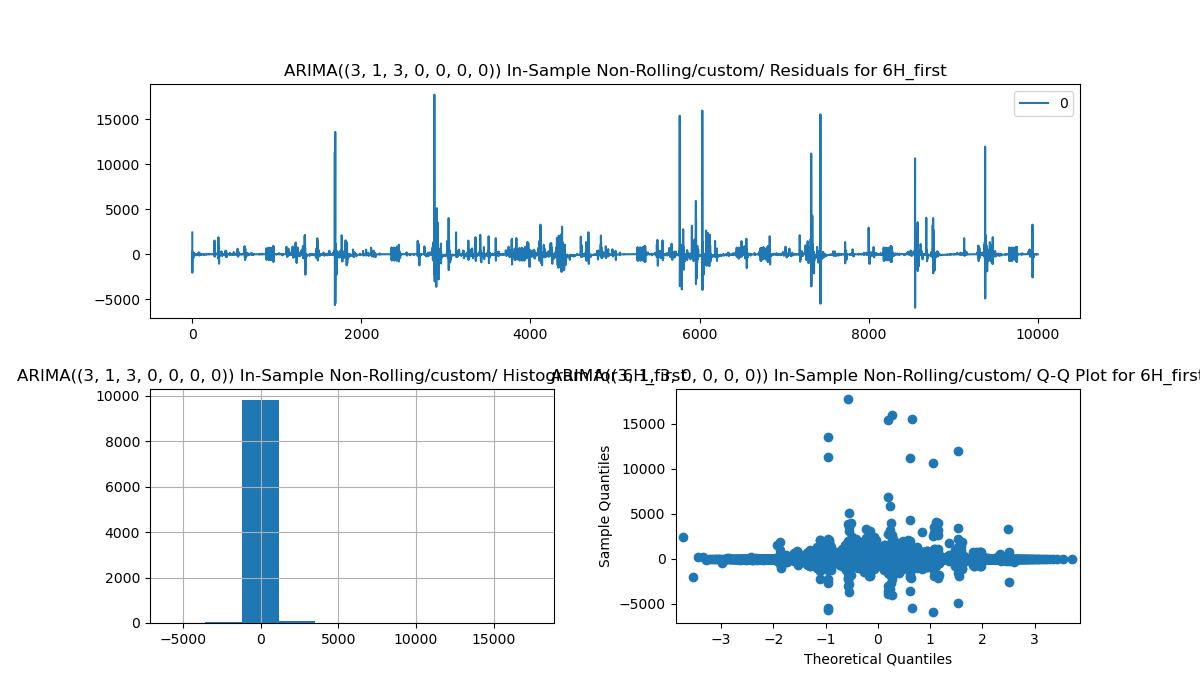 ARIMA((3, 1, 3, 0, 0, 0, 0)) In-Sample Non-Rolling/custom/ Residuals for 6H_first
0
15000
10000
5000
0
−5000
0 2000 4000 6000 8000 10000
ARIMA((3, 1, 3, 0, 0, 0, 0)) In-Sample Non-Rolling/custom/ Histogram for 6H_first
10000
8000
6000
4000
2000
0
−5000 0 5000 10000 15000
ARIMA((3, 1, 3, 0, 0, 0, 0)) In-Sample Non-Rolling/custom/ Q-Q Plot for 6H_first
Sample Quantiles
15000
10000
5000
0
−5000
−3 −2 −1 0 1 2 3
Theoretical Quantiles